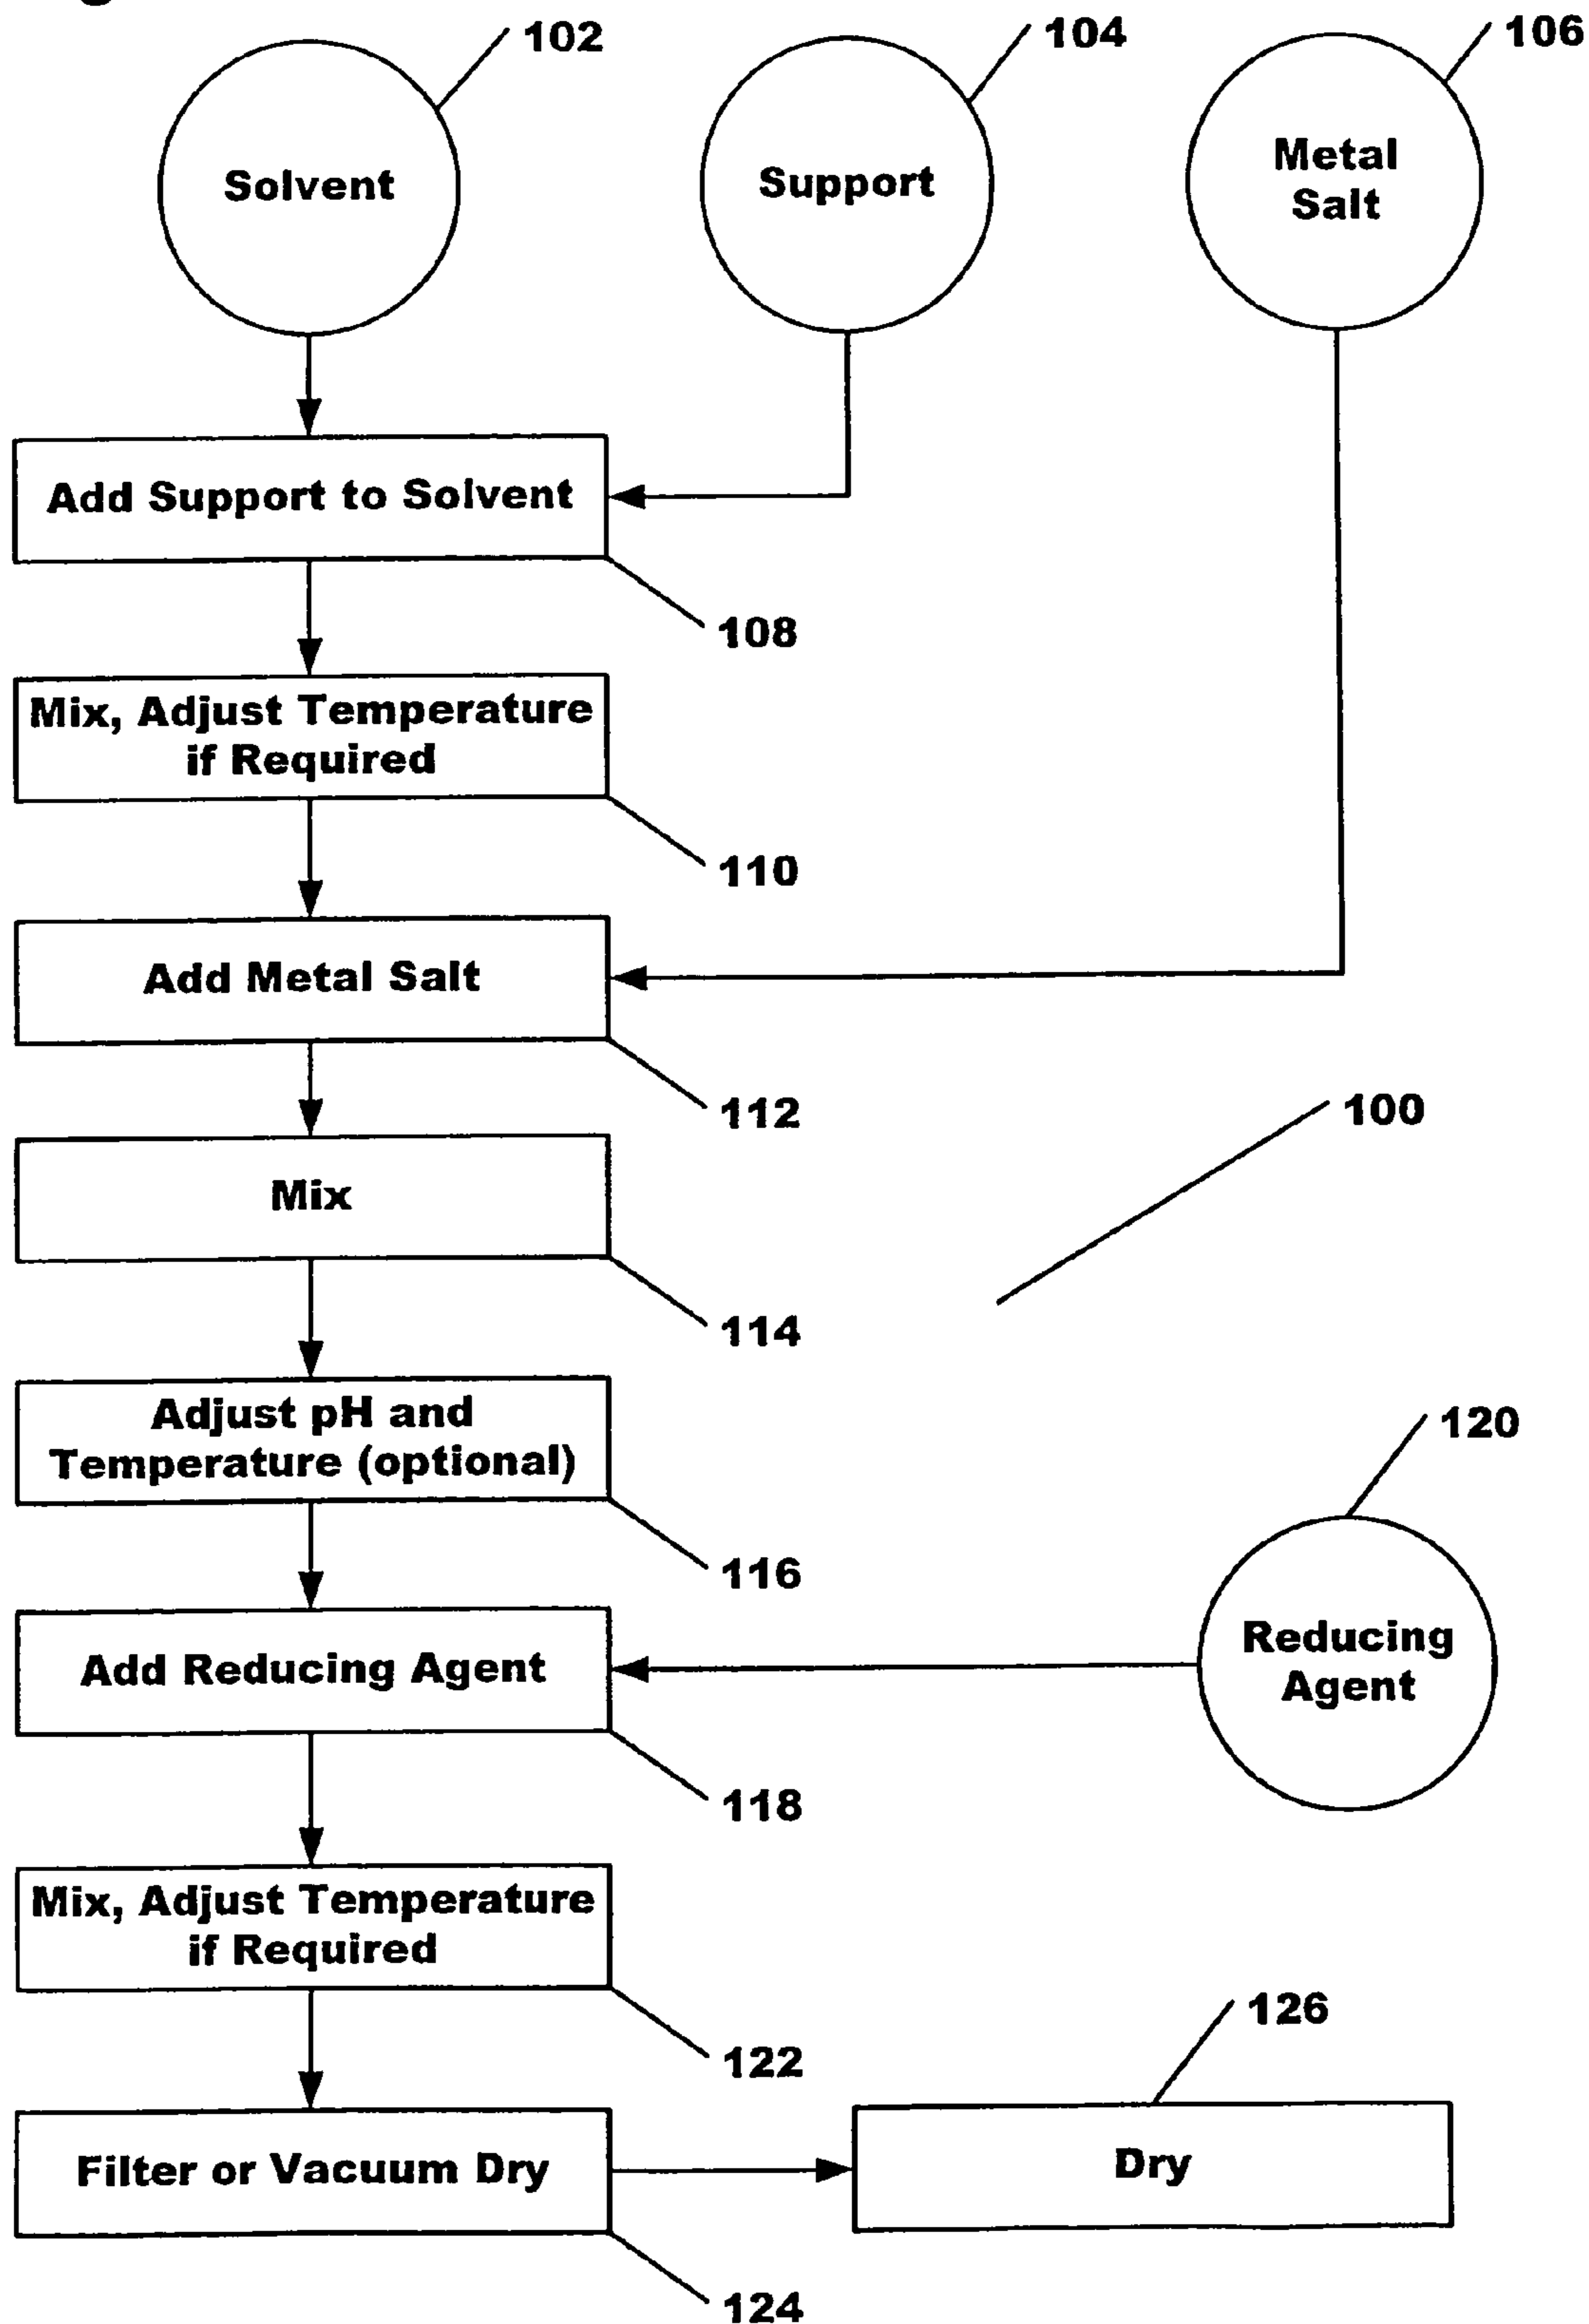 102
104
106
Solvent
Support
Metal
Salt
Add Support to Solvent
108
Mix, Adjust Temperature
if Required
110
Add Metal Salt
112
100
Mix
114
Adjust pH and
Temperature (optional)
120
116
Reducing
Agent
Add Reducing Agent
118
Mix, Adjust Temperature
if Required
126
122
Filter or Vacuum Dry
Dry
124